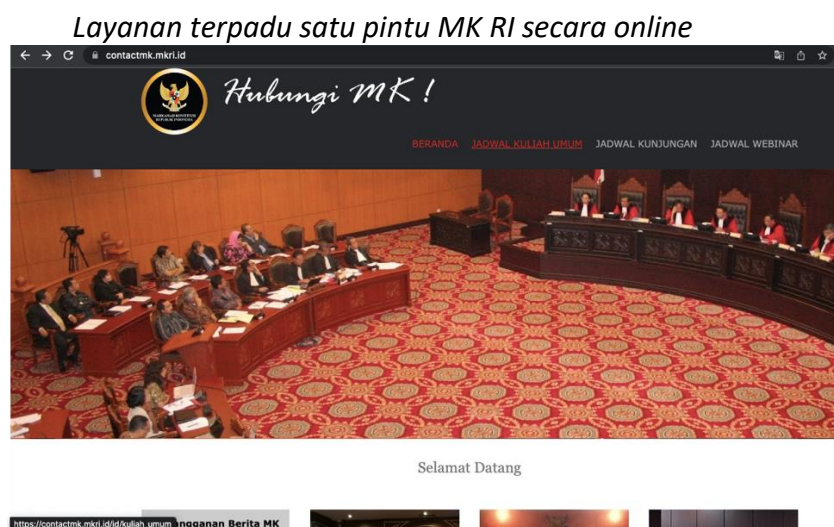 Layanan terpadu satu pintu MK RI secara online
contactmk.mkri.id
Hubungi MK !
BERANDA JADWAL KULIAH UMUM JADWAL KUNJUNGAN JADWAL WEBINAR
Selamat Datang
Berita MK
https://contactmk.mkri.id/id/kuliah_umum